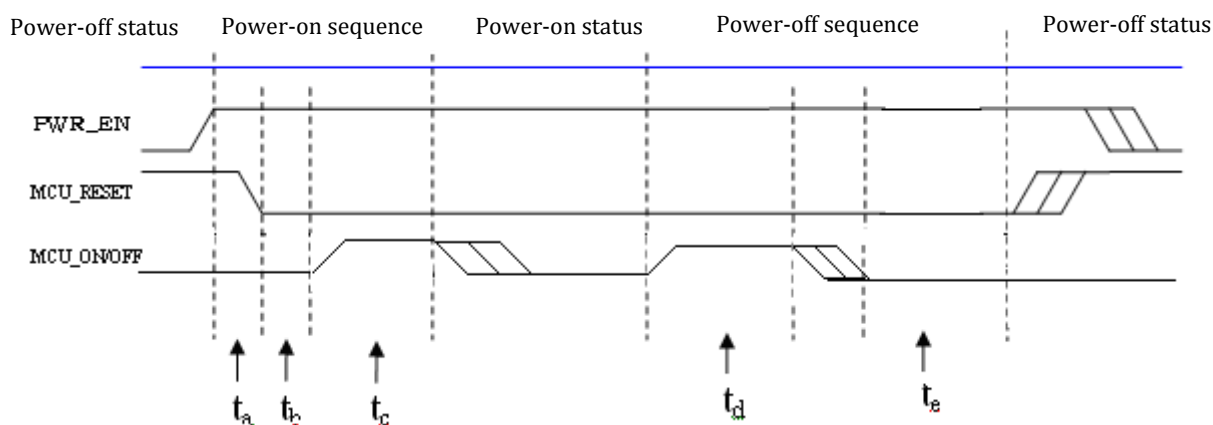 Power-off status Power-on sequence Power-on status Power-off sequence Power-off status
PWR_EN
MCU_RESET
MCU_ON/OFF
ta tb tc td te